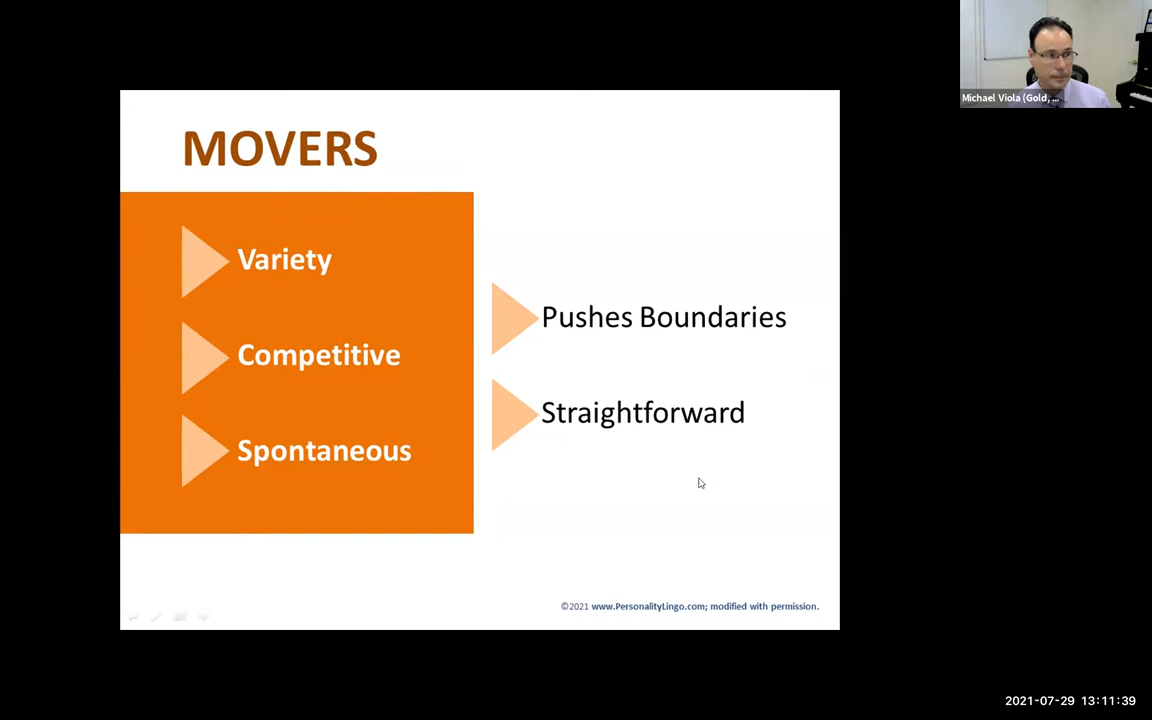 Michael Viola (Gold, ...
MOVERS
Variety
Competitive
Spontaneous
Pushes Boundaries
Straightforward
©2021 www.PersonalityLingo.com; modified with permission.
2021-07-29 13:11:39